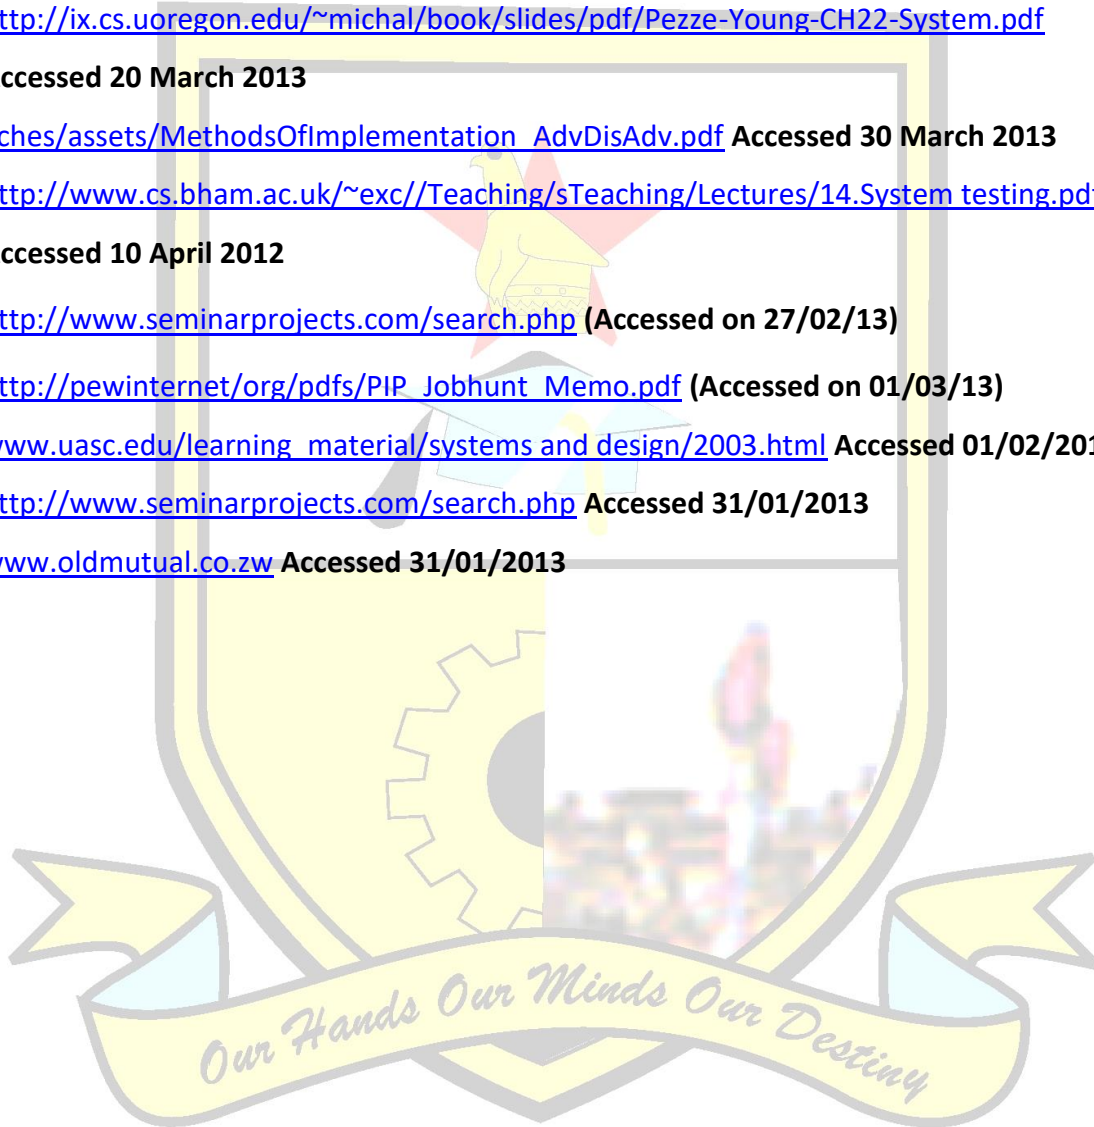 ttp://ix.cs.uoregon.edu/~michal/book/slides/pdf/Pezze-Young-CH22-System.pdf
ccessed 20 March 2013
ches/assets/MethodsOfImplementation_AdvDisAdv.pdf Accessed 30 March 2013
ttp://www.cs.bham.ac.uk/~exc//Teaching/sTeaching/Lectures/14.System testing.pdf
ccessed 10 April 2012
ttp://www.seminarprojects.com/search.php (Accessed on 27/02/13)
ttp://pewinternet/org/pdfs/PIP_Jobhunt_Memo.pdf (Accessed on 01/03/13)
ww.uasc.edu/learning_material/systems and design/2003.html Accessed 01/02/201
ttp://www.seminarprojects.com/search.php Accessed 31/01/2013
ww.oldmutual.co.zw Accessed 31/01/2013
Our Hands Our Minds Our Destiny